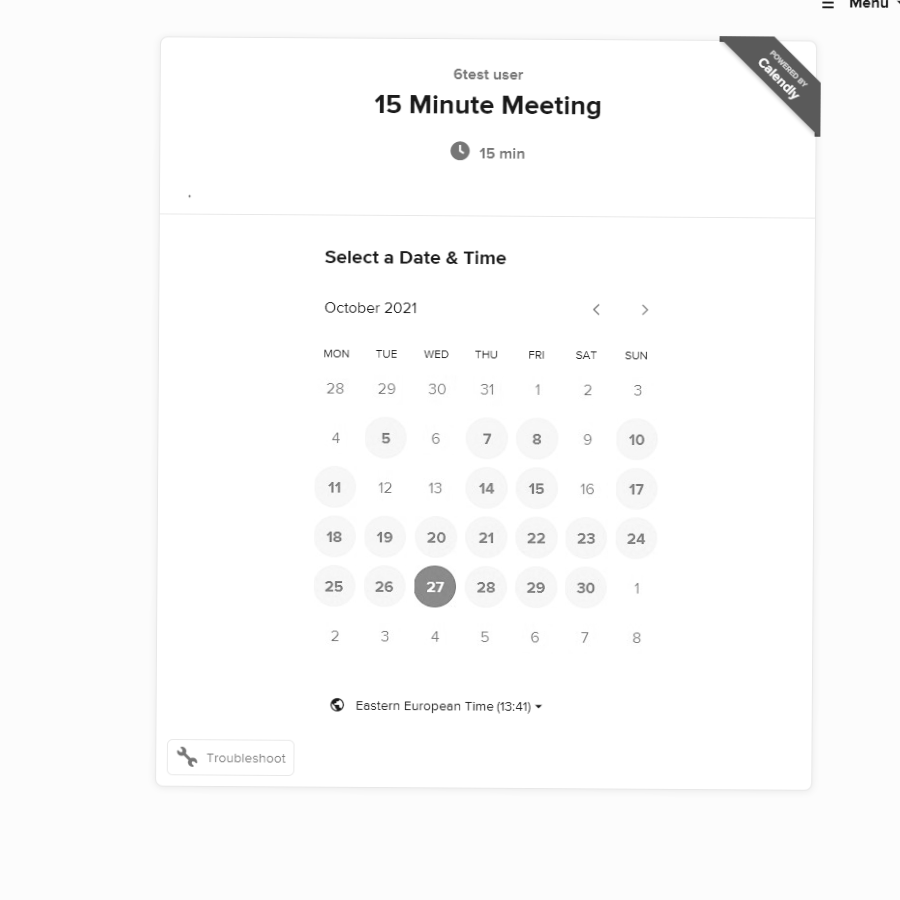 Menu
POWERED BY
Calendly
6test user
15 Minute Meeting
15 min
Select a Date & Time
October 2021
MON TUE WED THU FRI SAT SUN
28 29 30 31 1 2 3
4 5 6 7 8 9 10
11 12 13 14 15 16 17
18 19 20 21 22 23 24
25 26 27 28 29 30 1
2 3 4 5 6 7 8
Eastern European Time (13:41)
Troubleshoot